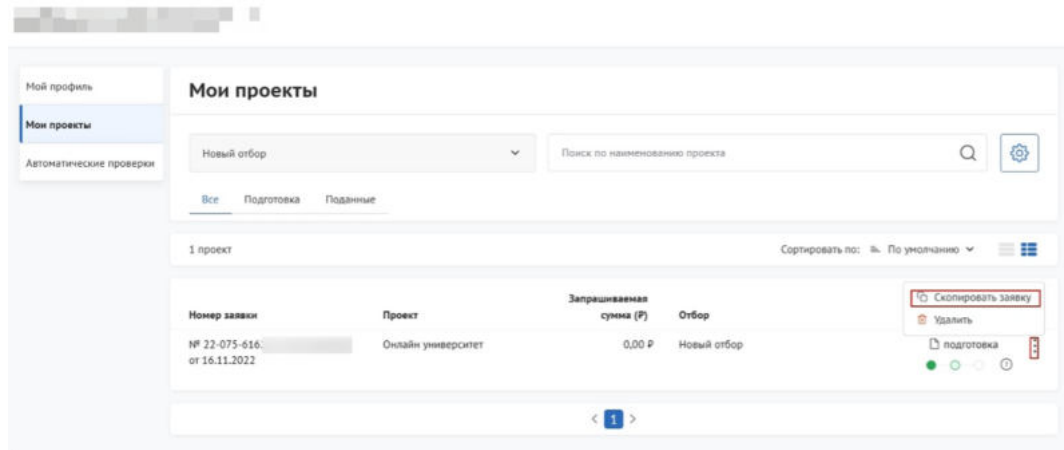 Мой профиль
Мои проекты
Автоматические проверки
Мои проекты
Новый отбор
Поиск по наименованию проекта
Все Подготовка Поданные
1 проект
Сортировать по: По умолчанию
Скопировать заявку
Удалить
Номер заявки Проект Запрашиваемая сумма (₽) Отбор
№ 22-075-616 Онлайн университет 0,00 ₽ Новый отбор подготовка
от 16.11.2022
< 1 >